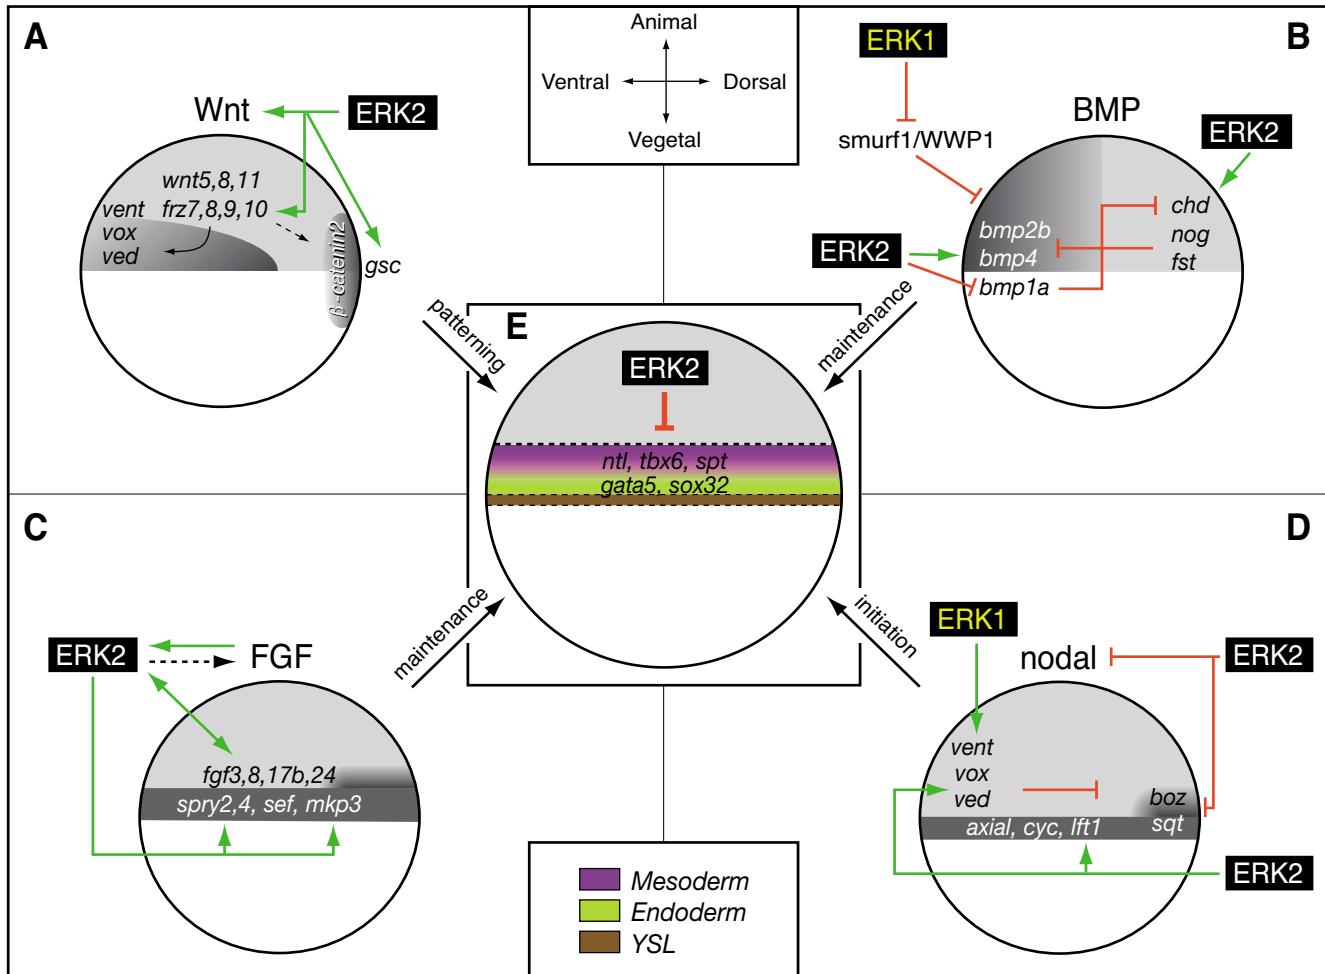 A
Wnt
ERK2
wnt5,8,11
frz7,8,9,10
vent
vox
ved
β-catenin2
gsc
patterning
Animal
Ventral
Dorsal
Vegetal
B
ERK1
smurf1/WWP1
BMP
ERK2
ERK2
bmp2b
bmp4
bmp1a
chd
nog
fst
maintenance
E
ERK2
ntl, tbx6, spt
gata5, sox32
C
ERK2
FGF
fgf3,8,17b,24
spry2,4, sef, mkp3
maintenance
D
initiation
ERK1
nodal
ERK2
vent
vox
ved
boz
sqt
axial, cyc, lft1
ERK2
Mesoderm
Endoderm
YSL